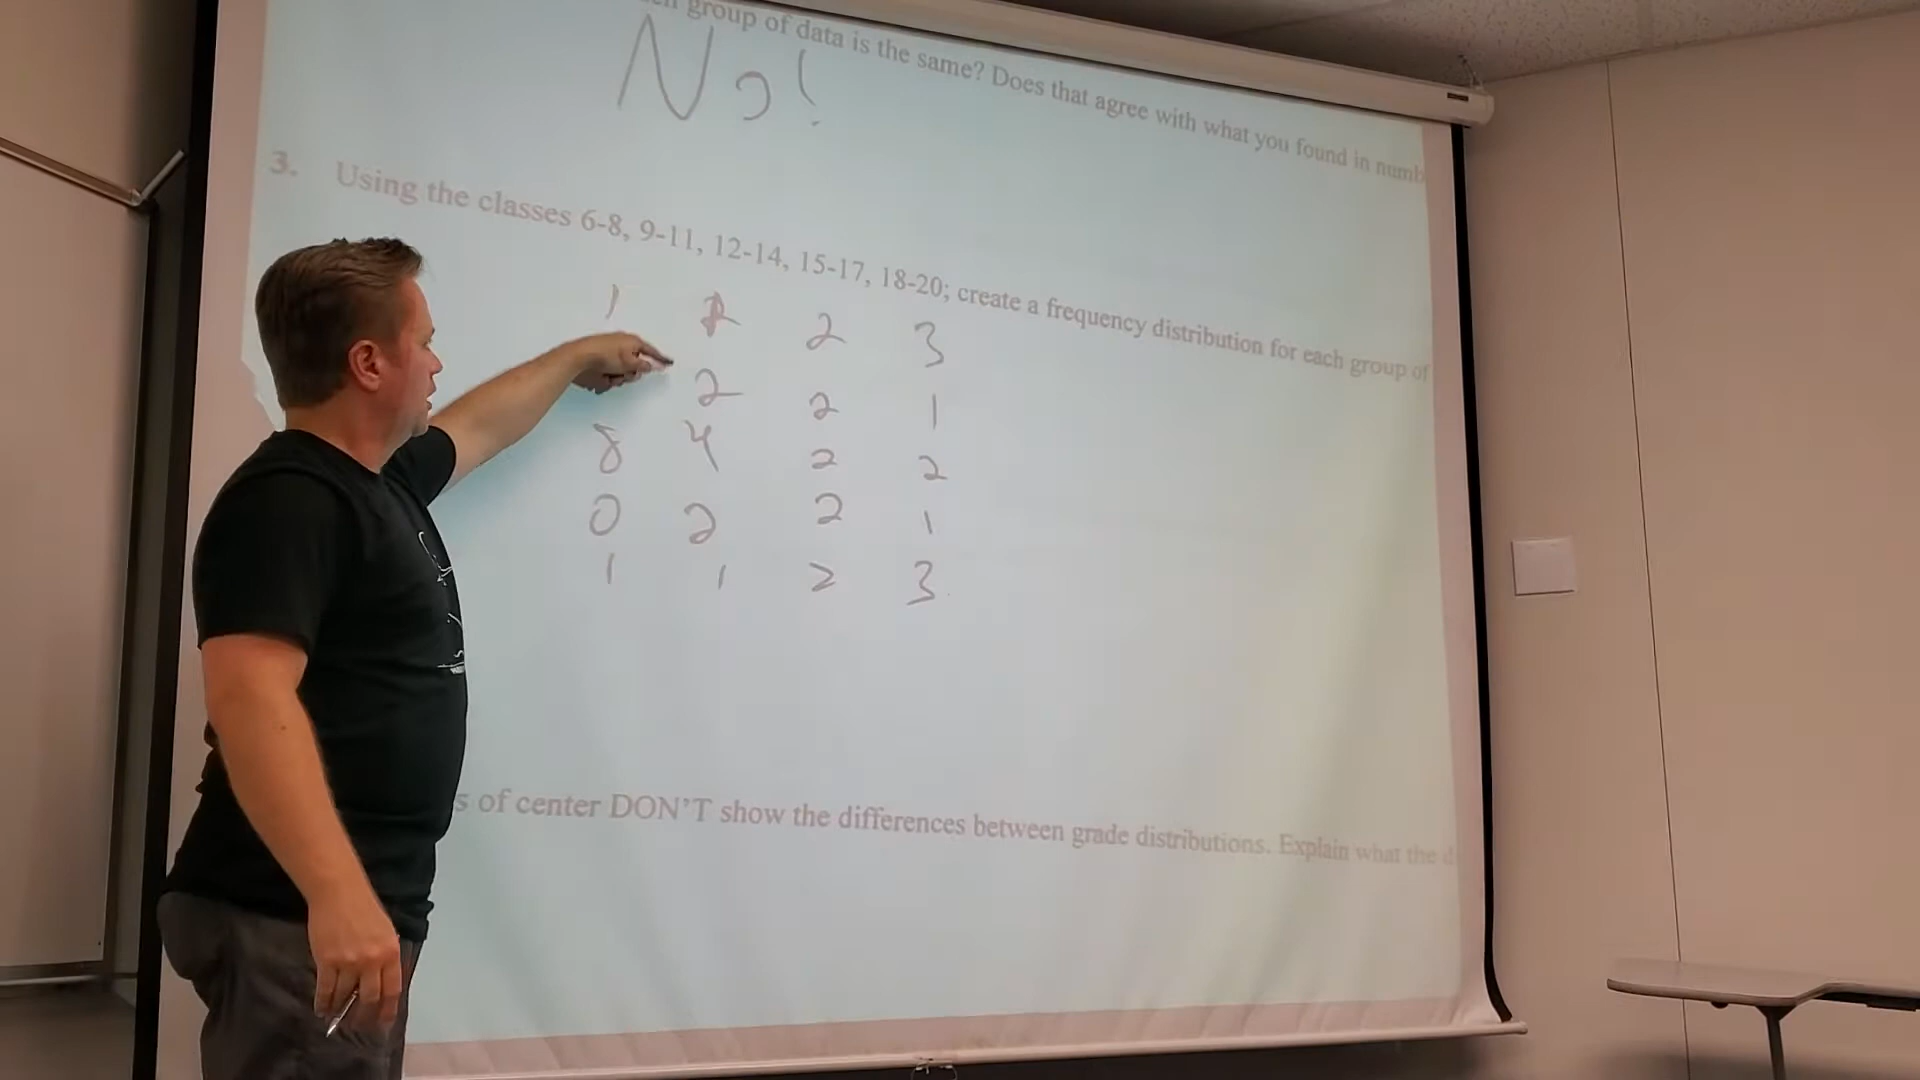 group of data is the same? Does that agree with what you found in numb
No!
3. Using the classes 6-8, 9-11, 12-14, 15-17, 18-20; create a frequency distribution for each group of
1 2 3
2 2 1
8 4 2 2
0 2 2 1
1 1 2 3
s of center DON'T show the differences between grade distributions. Explain what the d